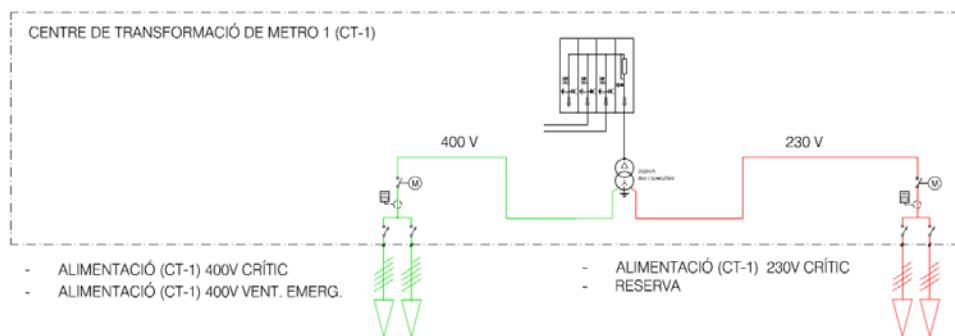 CENTRE DE TRANSFORMACIÓ DE METRO 1 (CT-1)
400 V
230 V
M
M
- ALIMENTACIÓ (CT-1) 400V CRÍTIC
- ALIMENTACIÓ (CT-1) 400V VENT. EMERG.
- ALIMENTACIÓ (CT-1) 230V CRÍTIC
- RESERVA